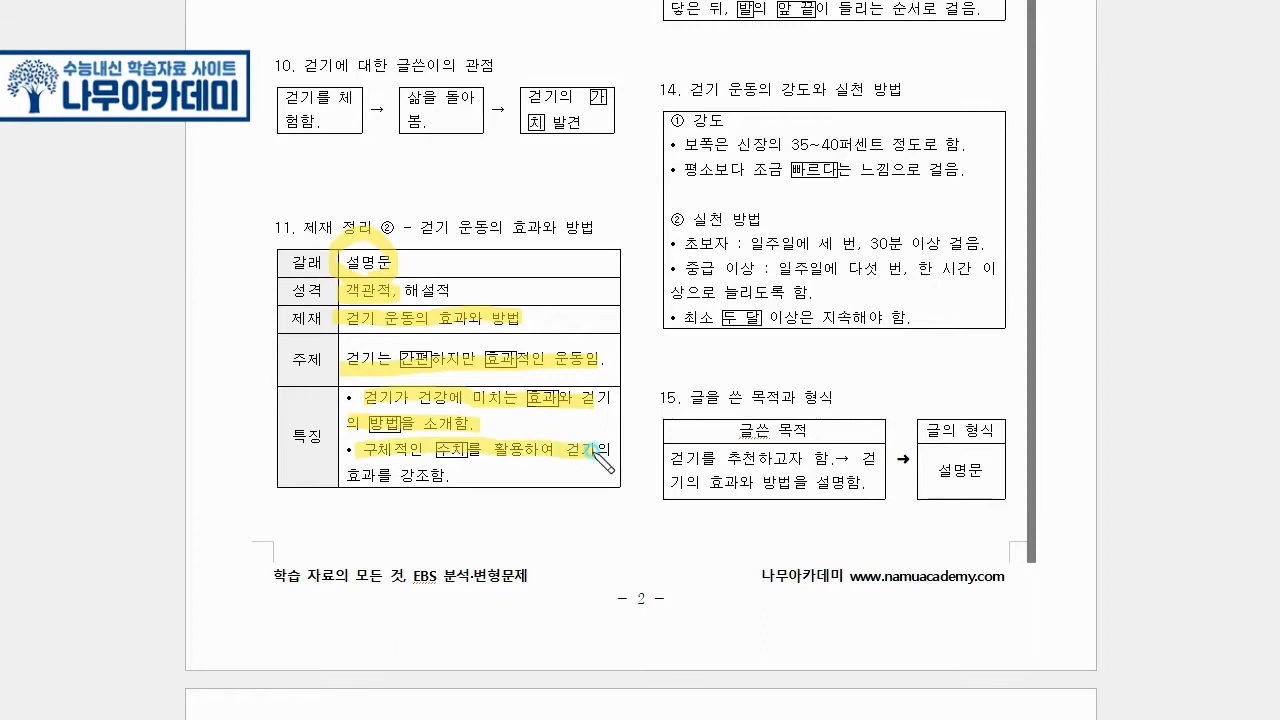 수능내신 학습자료 사이트
나무아카데미
10. 걷기에 대한 글쓴이의 관점
걷기를 체
험함.
→
삶을 돌아
봄.
→
걷기의 가
치 발견
11. 제재 정리 ② - 걷기 운동의 효과와 방법
갈래 설명문
성격 객관적, 해설적
제재 걷기 운동의 효과와 방법
주제 걷기는 간편하지만 효과적인 운동임.
특징
• 걷기가 건강에 미치는 효과와 걷기
의 방법을 소개함.
• 구체적인 수치를 활용하여 걷기의
효과를 강조함.
닿은 뒤, 발의 앞 끝이 들리는 순서로 걸음.
14. 걷기 운동의 강도와 실천 방법
① 강도
• 보폭은 신장의 35~40퍼센트 정도로 함.
• 평소보다 조금 빠르다는 느낌으로 걸음.
② 실천 방법
• 초보자 : 일주일에 세 번, 30분 이상 걸음.
• 중급 이상 : 일주일에 다섯 번, 한 시간 이
상으로 늘리도록 함.
• 최소 두 달 이상은 지속해야 함.
15. 글을 쓴 목적과 형식
글쓴 목적
걷기를 추천하고자 함.→ 걷
기의 효과와 방법을 설명함.
➔
글의 형식
설명문
학습 자료의 모든 것, EBS 분석·변형문제
나무아카데미 www.namuacademy.com
- 2 -